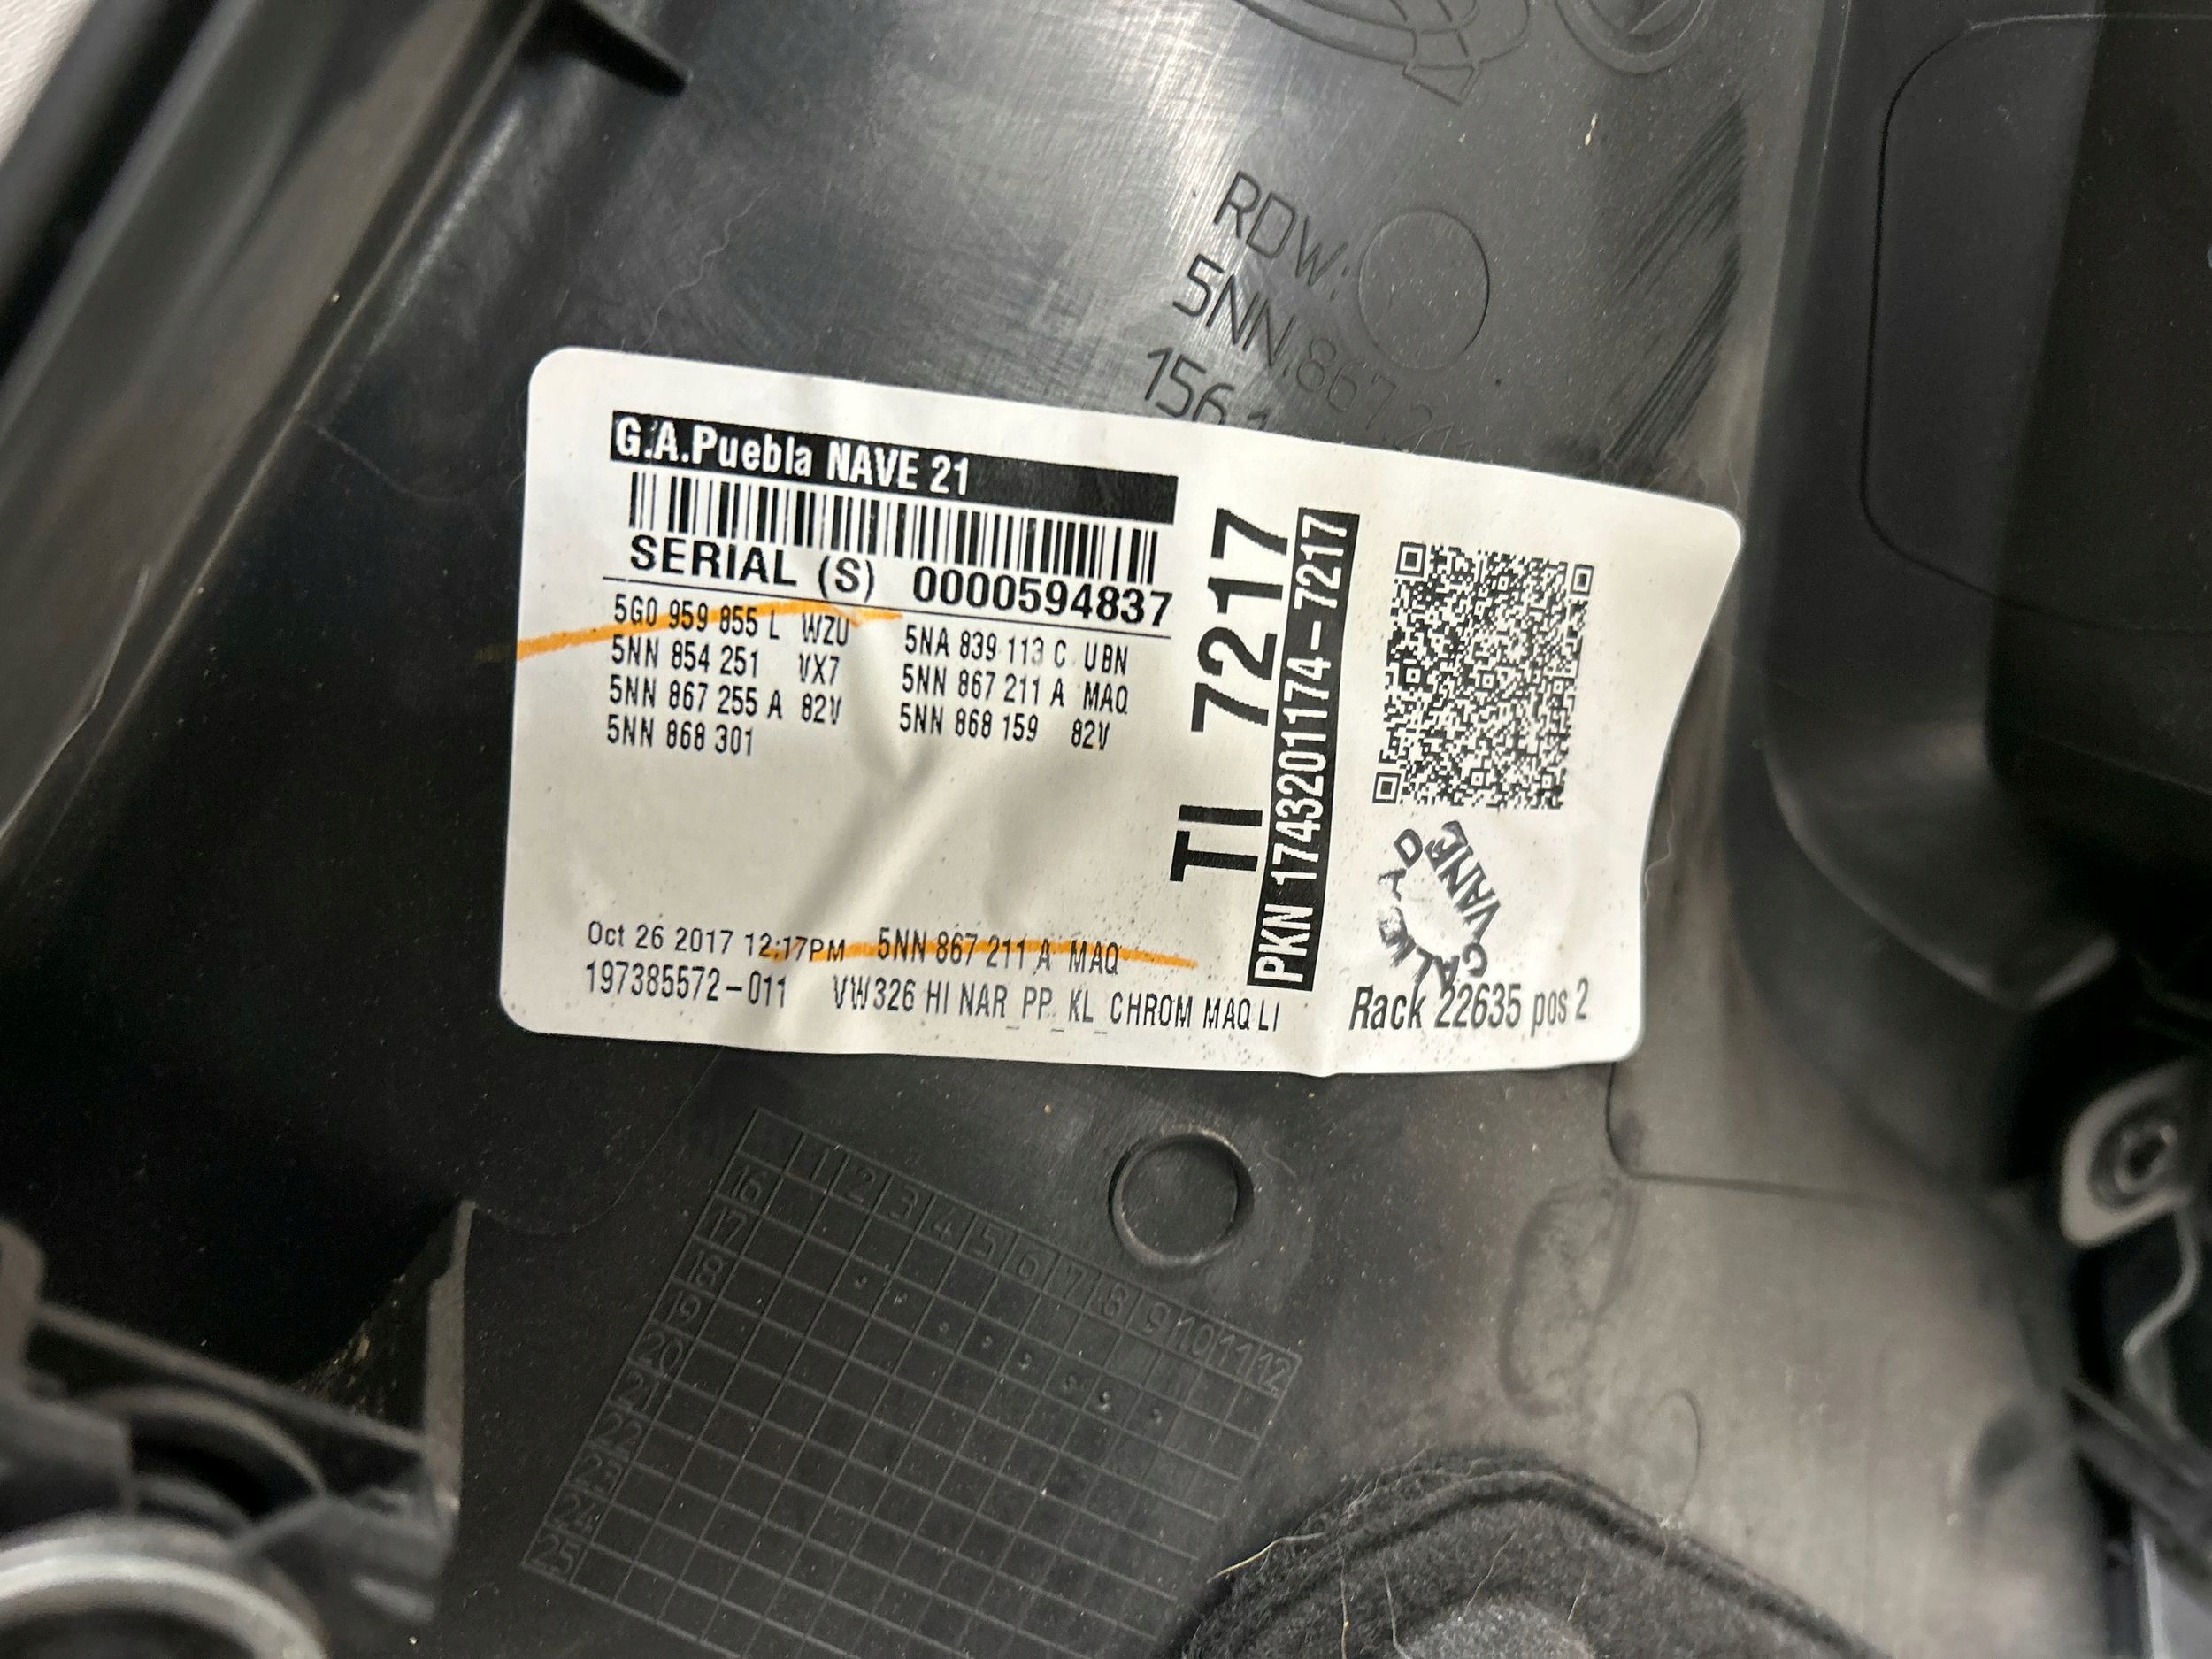 RDW:
5NN.867.
156
G.A.Puebla NAVE 21
SERIAL (S) 0000594837
5G0 959 855 L WZU 5NA 839 113 C UBN
5NN 854 251 VX7 5NN 867 211 A MAQ
5NN 867 255 A 82V 5NN 868 159 82V
5NN 868 301
TI 7217
PKN 1743201174-7217
Oct 26 2017 12:17PM 5NN 867 211 A MAQ
197385572-011 VW326 HI NAR_PP_KL_CHROM MAQ LI
Rack 22635 pos 2
1 2 3 4 5 6 7 8 9 10 11 12
16
17
18
19
20
21
22
23
24
25